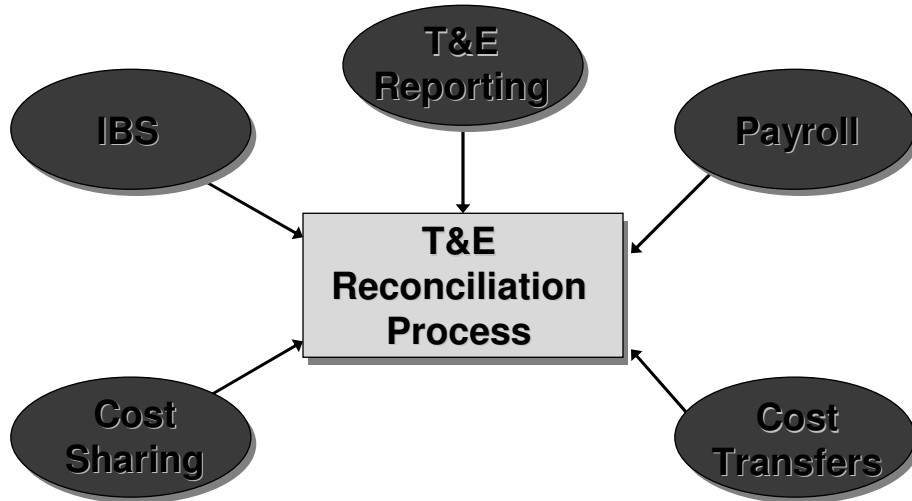 T&E
Reporting
IBS
Payroll
T&E
Reconciliation
Process
Cost
Sharing
Cost
Transfers